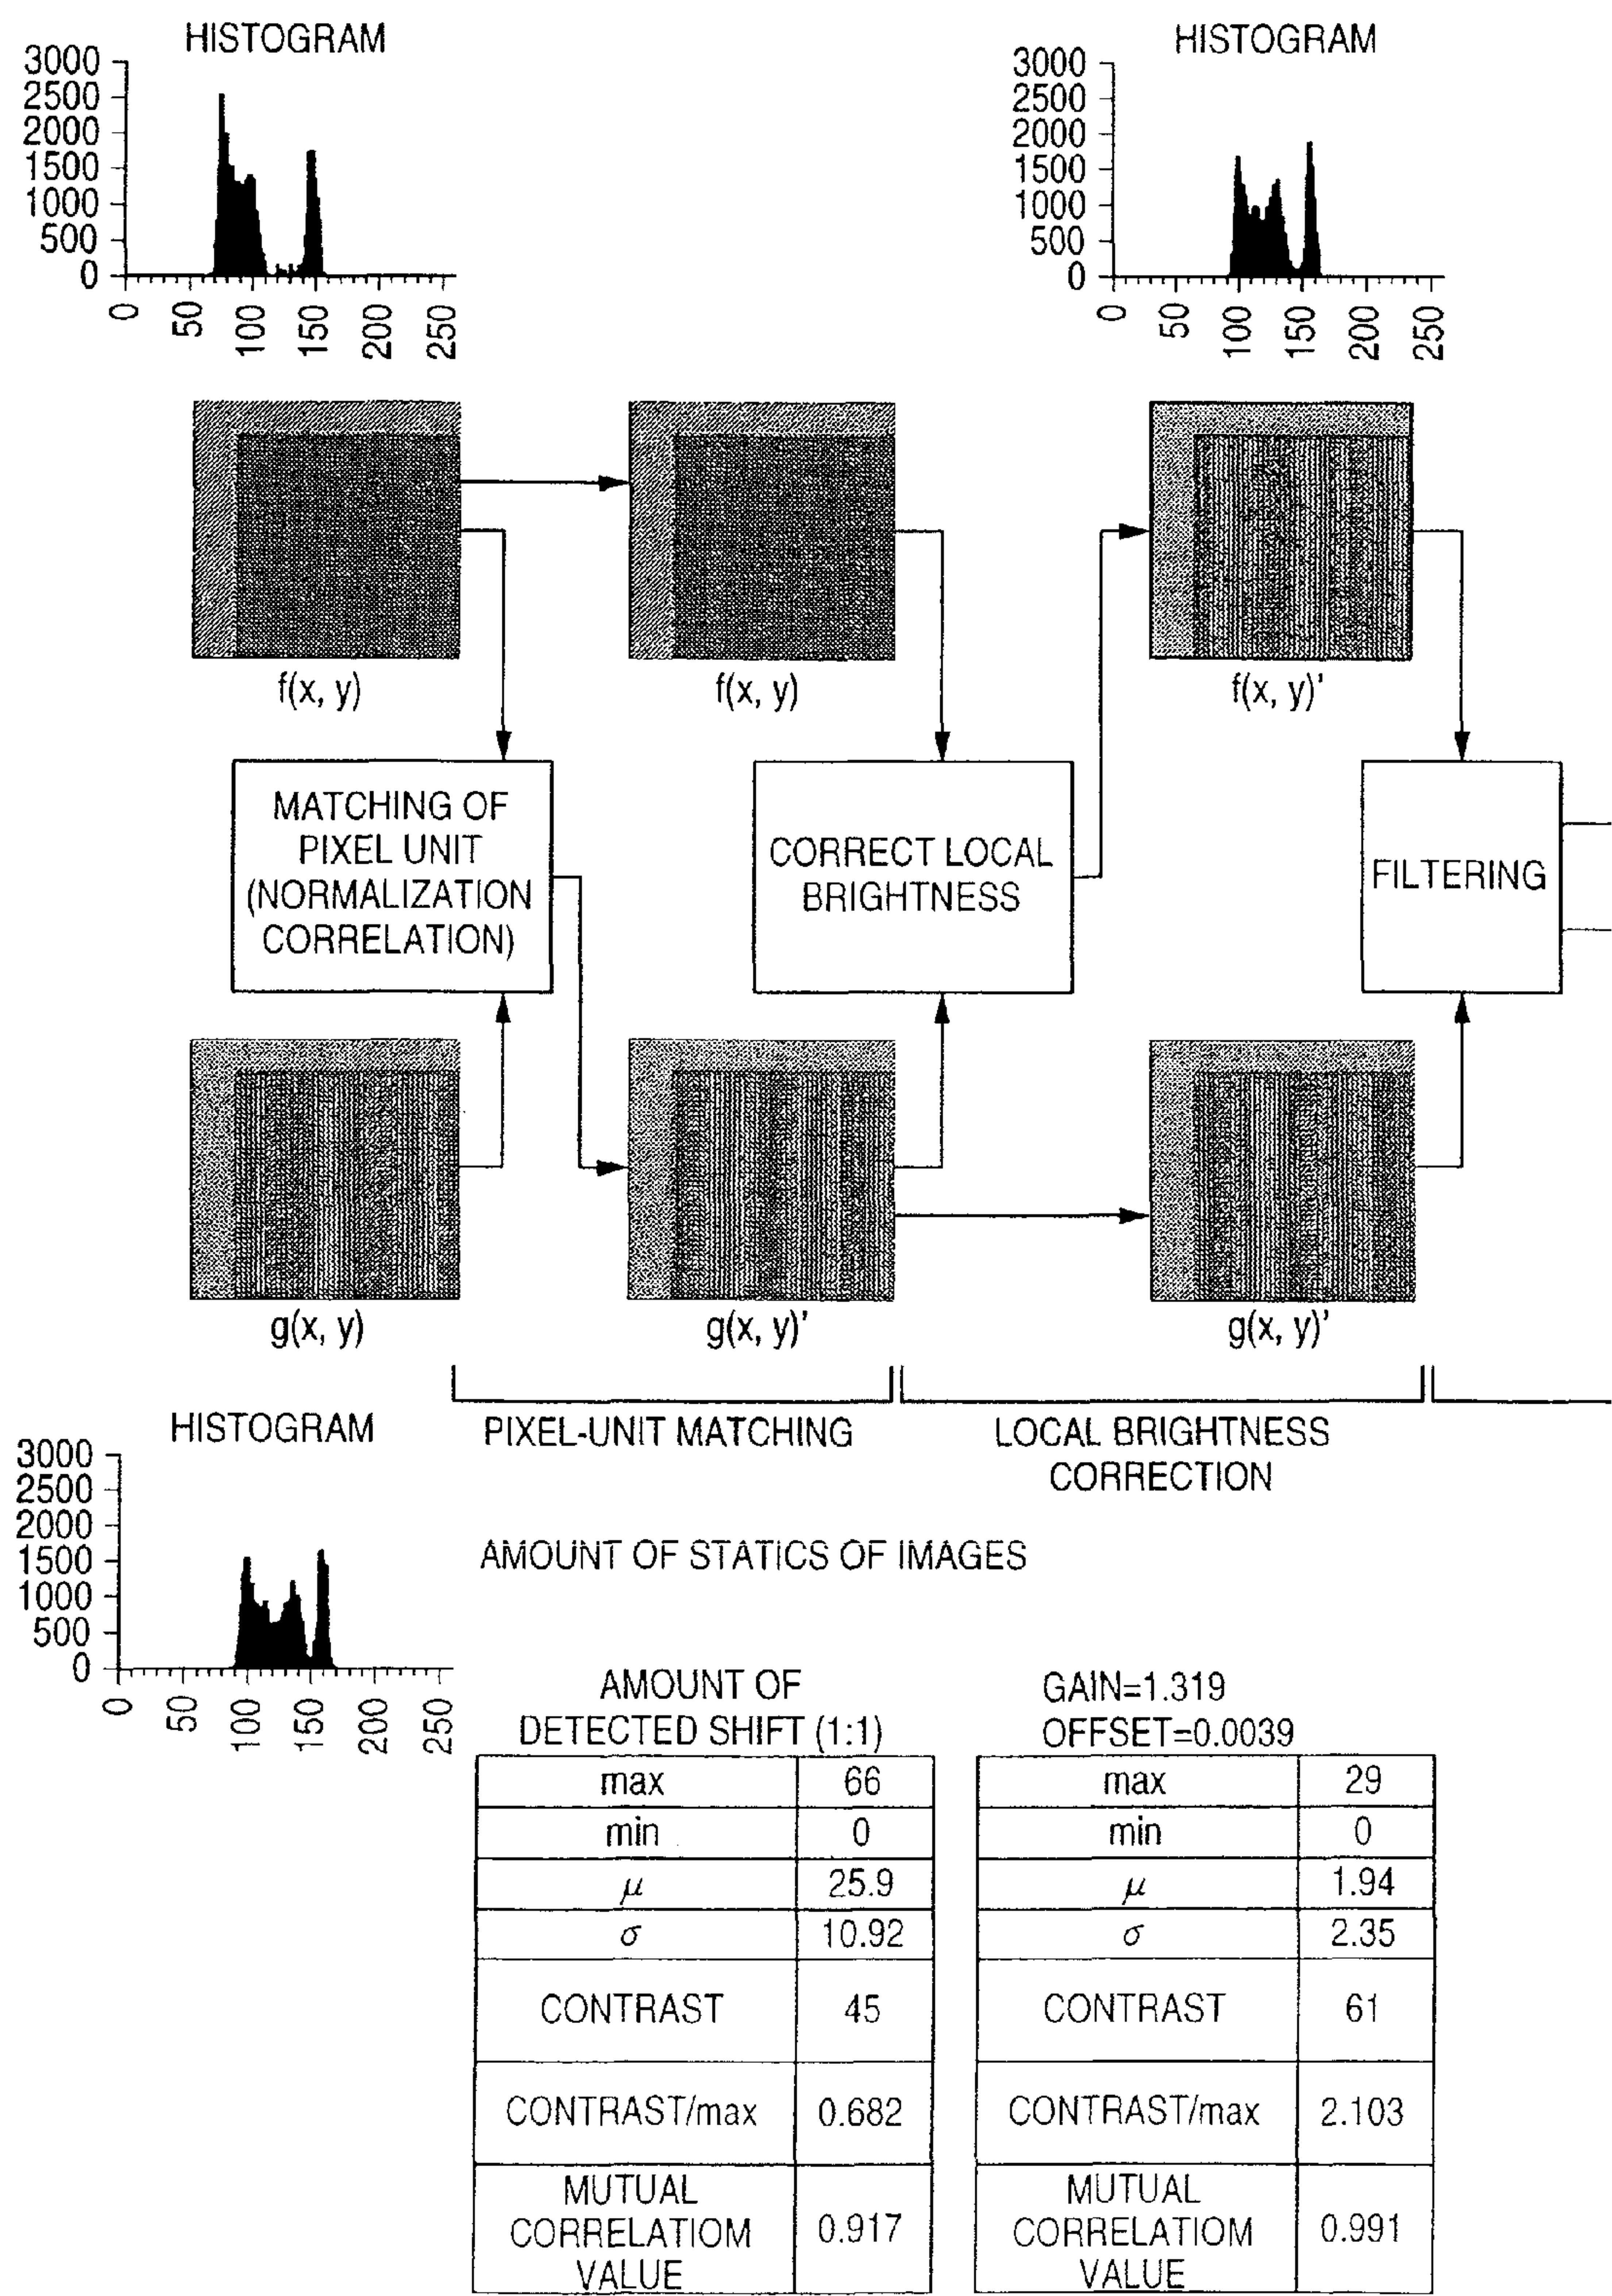 HISTOGRAM
3000
2500
2000
1500
1000
500
0
0
50
100
150
200
250
HISTOGRAM
3000
2500
2000
1500
1000
500
0
0
50
100
150
200
250
f(x, y)
f(x, y)
f(x, y)’
MATCHING OF
PIXEL UNIT
(NORMALIZATION
CORRELATION)
CORRECT LOCAL
BRIGHTNESS
FILTERING
g(x, y)
g(x, y)’
g(x, y)’
PIXEL-UNIT MATCHING
LOCAL BRIGHTNESS
CORRECTION
HISTOGRAM
3000
2500
2000
1500
1000
500
0
0
50
100
150
200
250
AMOUNT OF STATICS OF IMAGES
AMOUNT OF
DETECTED SHIFT (1:1)
max 66
min 0
μ 25.9
σ 10.92
CONTRAST 45
CONTRAST/max 0.682
MUTUAL
CORRELATIOM 0.917
VALUE
GAIN=1.319
OFFSET=0.0039
max 29
min 0
μ 1.94
σ 2.35
CONTRAST 61
CONTRAST/max 2.103
MUTUAL
CORRELATIOM 0.991
VALUE